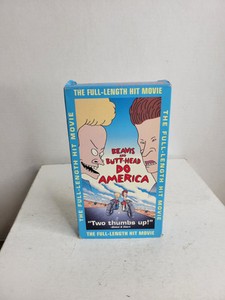 THE FULL-LENGTH HIT MOVIE
THE FULL-LENGTH HIT MOVIE
THE FULL-LENGTH HIT MOVIE
BEAVIS
AND
BUTT-HEAD
DO
AMERICA
"Two thumbs up!"
THE FULL-LENGTH HIT MOVIE